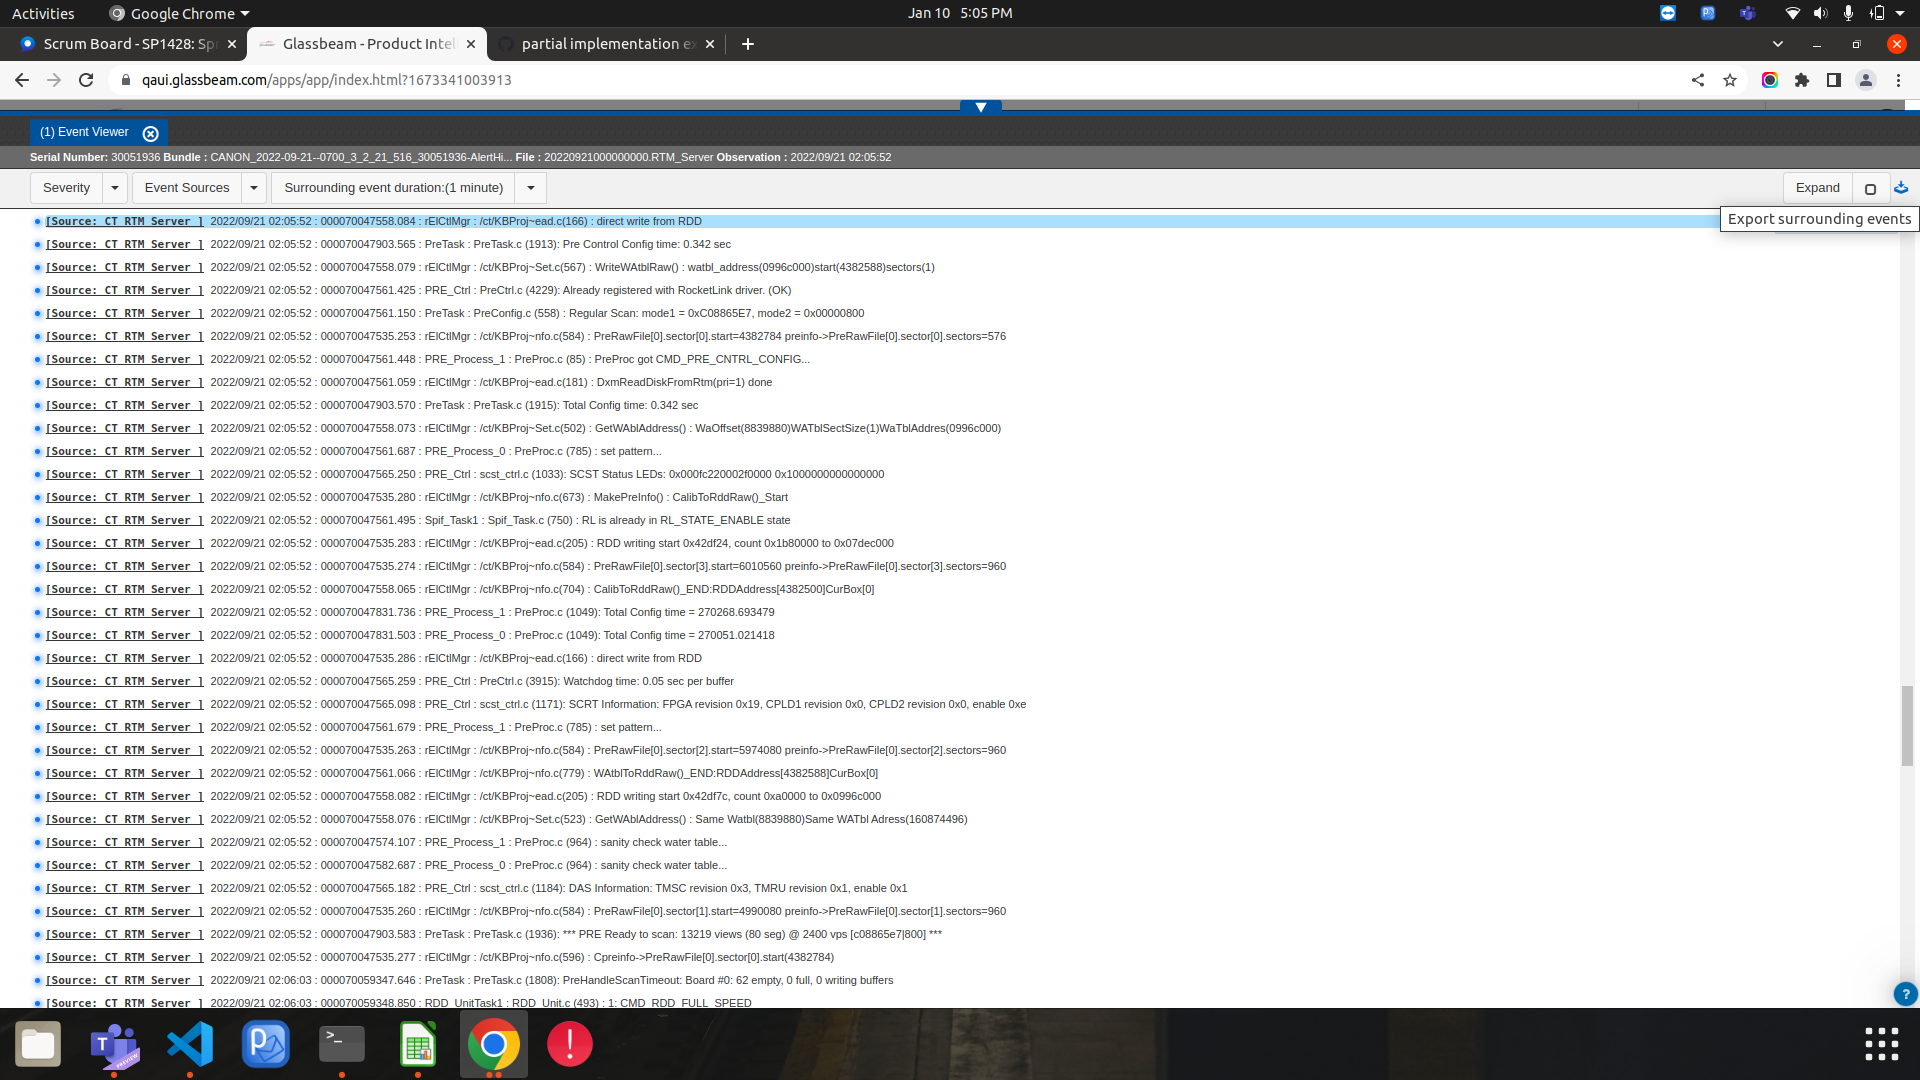 Activities Google Chrome Jan 10 5:05 PM
Scrum Board - SP1428: Sp Glassbeam - Product Intel partial implementation ex
qaui.glassbeam.com/apps/app/index.html?1673341003913
(1) Event Viewer
Serial Number: 30051936 Bundle : CANON_2022-09-21--0700_3_2_21_516_30051936-AlertHi... File : 20220921000000000.RTM_Server Observation : 2022/09/21 02:05:52
Severity Event Sources Surrounding event duration:(1 minute) Expand
Export surrounding events
[Source: CT RTM Server ] 2022/09/21 02:05:52 : 000070047558.084 : rElCtlMgr : /ct/KBProj~ead.c(166) : direct write from RDD
[Source: CT RTM Server ] 2022/09/21 02:05:52 : 000070047903.565 : PreTask : PreTask.c (1913): Pre Control Config time: 0.342 sec
[Source: CT RTM Server ] 2022/09/21 02:05:52 : 000070047558.079 : rElCtlMgr : /ct/KBProj~Set.c(567) : WriteWAtblRaw() : watbl_address(0996c000)start(4382588)sectors(1)
[Source: CT RTM Server ] 2022/09/21 02:05:52 : 000070047561.425 : PRE_Ctrl : PreCtrl.c (4229): Already registered with RocketLink driver. (OK)
[Source: CT RTM Server ] 2022/09/21 02:05:52 : 000070047561.150 : PreTask : PreConfig.c (558) : Regular Scan: mode1 = 0xC08865E7, mode2 = 0x00000800
[Source: CT RTM Server ] 2022/09/21 02:05:52 : 000070047535.253 : rElCtlMgr : /ct/KBProj~nfo.c(584) : PreRawFile[0].sector[0].start=4382784 preinfo->PreRawFile[0].sector[0].sectors=576
[Source: CT RTM Server ] 2022/09/21 02:05:52 : 000070047561.448 : PRE_Process_1 : PreProc.c (85) : PreProc got CMD_PRE_CNTRL_CONFIG...
[Source: CT RTM Server ] 2022/09/21 02:05:52 : 000070047561.059 : rElCtlMgr : /ct/KBProj~ead.c(181) : DxmReadDiskFromRtm(pri=1) done
[Source: CT RTM Server ] 2022/09/21 02:05:52 : 000070047903.570 : PreTask : PreTask.c (1915): Total Config time: 0.342 sec
[Source: CT RTM Server ] 2022/09/21 02:05:52 : 000070047558.073 : rElCtlMgr : /ct/KBProj~Set.c(502) : GetWAblAddress() : WaOffset(8839880)WATblSectSize(1)WaTblAddres(0996c000)
[Source: CT RTM Server ] 2022/09/21 02:05:52 : 000070047561.687 : PRE_Process_0 : PreProc.c (785) : set pattern...
[Source: CT RTM Server ] 2022/09/21 02:05:52 : 000070047565.250 : PRE_Ctrl : scst_ctrl.c (1033): SCST Status LEDs: 0x000fc220002f0000 0x1000000000000000
[Source: CT RTM Server ] 2022/09/21 02:05:52 : 000070047535.280 : rElCtlMgr : /ct/KBProj~nfo.c(673) : MakePreInfo() : CalibToRddRaw()_Start
[Source: CT RTM Server ] 2022/09/21 02:05:52 : 000070047561.495 : Spif_Task1 : Spif_Task.c (750) : RL is already in RL_STATE_ENABLE state
[Source: CT RTM Server ] 2022/09/21 02:05:52 : 000070047535.283 : rElCtlMgr : /ct/KBProj~ead.c(205) : RDD writing start 0x42df24, count 0x1b80000 to 0x07dec000
[Source: CT RTM Server ] 2022/09/21 02:05:52 : 000070047535.274 : rElCtlMgr : /ct/KBProj~nfo.c(584) : PreRawFile[0].sector[3].start=6010560 preinfo->PreRawFile[0].sector[3].sectors=960
[Source: CT RTM Server ] 2022/09/21 02:05:52 : 000070047558.065 : rElCtlMgr : /ct/KBProj~nfo.c(704) : CalibToRddRaw()_END:RDDAddress[4382500]CurBox[0]
[Source: CT RTM Server ] 2022/09/21 02:05:52 : 000070047831.736 : PRE_Process_1 : PreProc.c (1049): Total Config time = 270268.693479
[Source: CT RTM Server ] 2022/09/21 02:05:52 : 000070047831.503 : PRE_Process_0 : PreProc.c (1049): Total Config time = 270051.021418
[Source: CT RTM Server ] 2022/09/21 02:05:52 : 000070047535.286 : rElCtlMgr : /ct/KBProj~ead.c(166) : direct write from RDD
[Source: CT RTM Server ] 2022/09/21 02:05:52 : 000070047565.259 : PRE_Ctrl : PreCtrl.c (3915): Watchdog time: 0.05 sec per buffer
[Source: CT RTM Server ] 2022/09/21 02:05:52 : 000070047565.098 : PRE_Ctrl : scst_ctrl.c (1171): SCRT Information: FPGA revision 0x19, CPLD1 revision 0x0, CPLD2 revision 0x0, enable 0xe
[Source: CT RTM Server ] 2022/09/21 02:05:52 : 000070047561.679 : PRE_Process_1 : PreProc.c (785) : set pattern...
[Source: CT RTM Server ] 2022/09/21 02:05:52 : 000070047535.263 : rElCtlMgr : /ct/KBProj~nfo.c(584) : PreRawFile[0].sector[2].start=5974080 preinfo->PreRawFile[0].sector[2].sectors=960
[Source: CT RTM Server ] 2022/09/21 02:05:52 : 000070047561.066 : rElCtlMgr : /ct/KBProj~nfo.c(779) : WAtblToRddRaw()_END:RDDAddress[4382588]CurBox[0]
[Source: CT RTM Server ] 2022/09/21 02:05:52 : 000070047558.082 : rElCtlMgr : /ct/KBProj~ead.c(205) : RDD writing start 0x42df7c, count 0xa0000 to 0x0996c000
[Source: CT RTM Server ] 2022/09/21 02:05:52 : 000070047558.076 : rElCtlMgr : /ct/KBProj~Set.c(523) : GetWAblAddress() : Same Watbl(8839880)Same WATbl Adress(160874496)
[Source: CT RTM Server ] 2022/09/21 02:05:52 : 000070047574.107 : PRE_Process_1 : PreProc.c (964) : sanity check water table...
[Source: CT RTM Server ] 2022/09/21 02:05:52 : 000070047582.687 : PRE_Process_0 : PreProc.c (964) : sanity check water table...
[Source: CT RTM Server ] 2022/09/21 02:05:52 : 000070047565.182 : PRE_Ctrl : scst_ctrl.c (1184): DAS Information: TMSC revision 0x3, TMRU revision 0x1, enable 0x1
[Source: CT RTM Server ] 2022/09/21 02:05:52 : 000070047535.260 : rElCtlMgr : /ct/KBProj~nfo.c(584) : PreRawFile[0].sector[1].start=4990080 preinfo->PreRawFile[0].sector[1].sectors=960
[Source: CT RTM Server ] 2022/09/21 02:05:52 : 000070047903.583 : PreTask : PreTask.c (1936): *** PRE Ready to scan: 13219 views (80 seg) @ 2400 vps [c08865e7|800] ***
[Source: CT RTM Server ] 2022/09/21 02:05:52 : 000070047535.277 : rElCtlMgr : /ct/KBProj~nfo.c(596) : Cpreinfo->PreRawFile[0].sector[0].start(4382784)
[Source: CT RTM Server ] 2022/09/21 02:06:03 : 000070059347.646 : PreTask : PreTask.c (1808): PreHandleScanTimeout: Board #0: 62 empty, 0 full, 0 writing buffers
[Source: CT RTM Server ] 2022/09/21 02:06:03 : 000070059348.850 : RDD_UnitTask1 : RDD_Unit.c (493) : 1: CMD_RDD_FULL_SPEED
?
PREVIEW